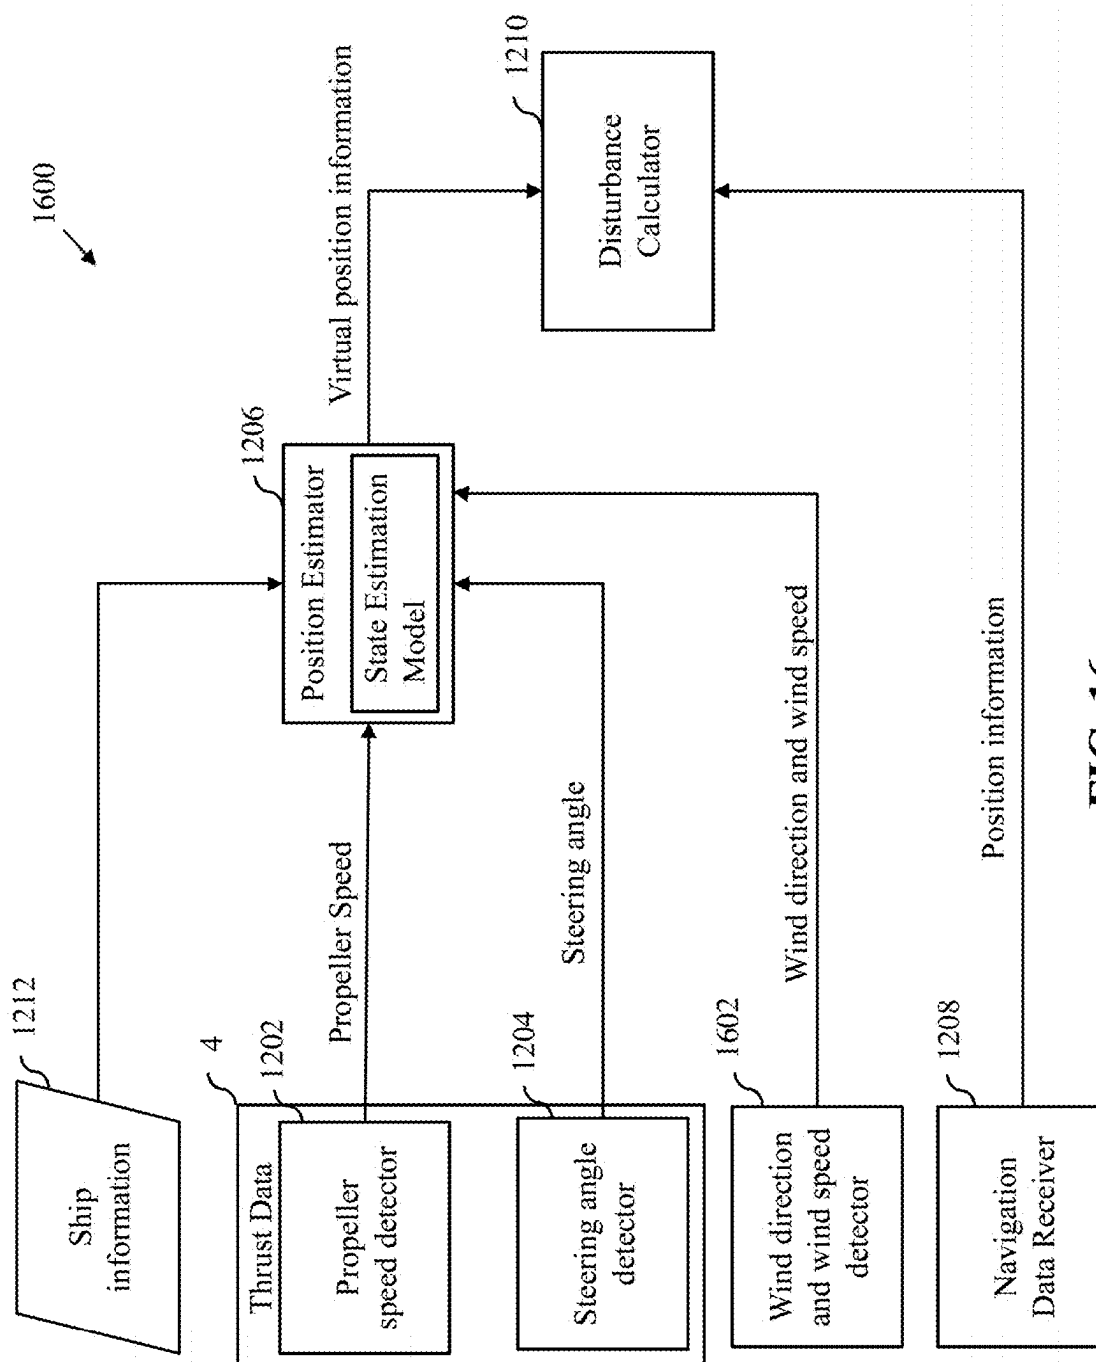 1600
1212
Ship
information
4
Thrust Data
1202
Propeller
speed detector
Propeller Speed
1204
Steering angle
detector
Steering angle
1602
Wind direction
and wind speed
detector
Wind direction and wind speed
1208
Navigation
Data Receiver
Position information
1206
Position Estimator
State Estimation
Model
Virtual position information
1210
Disturbance
Calculator